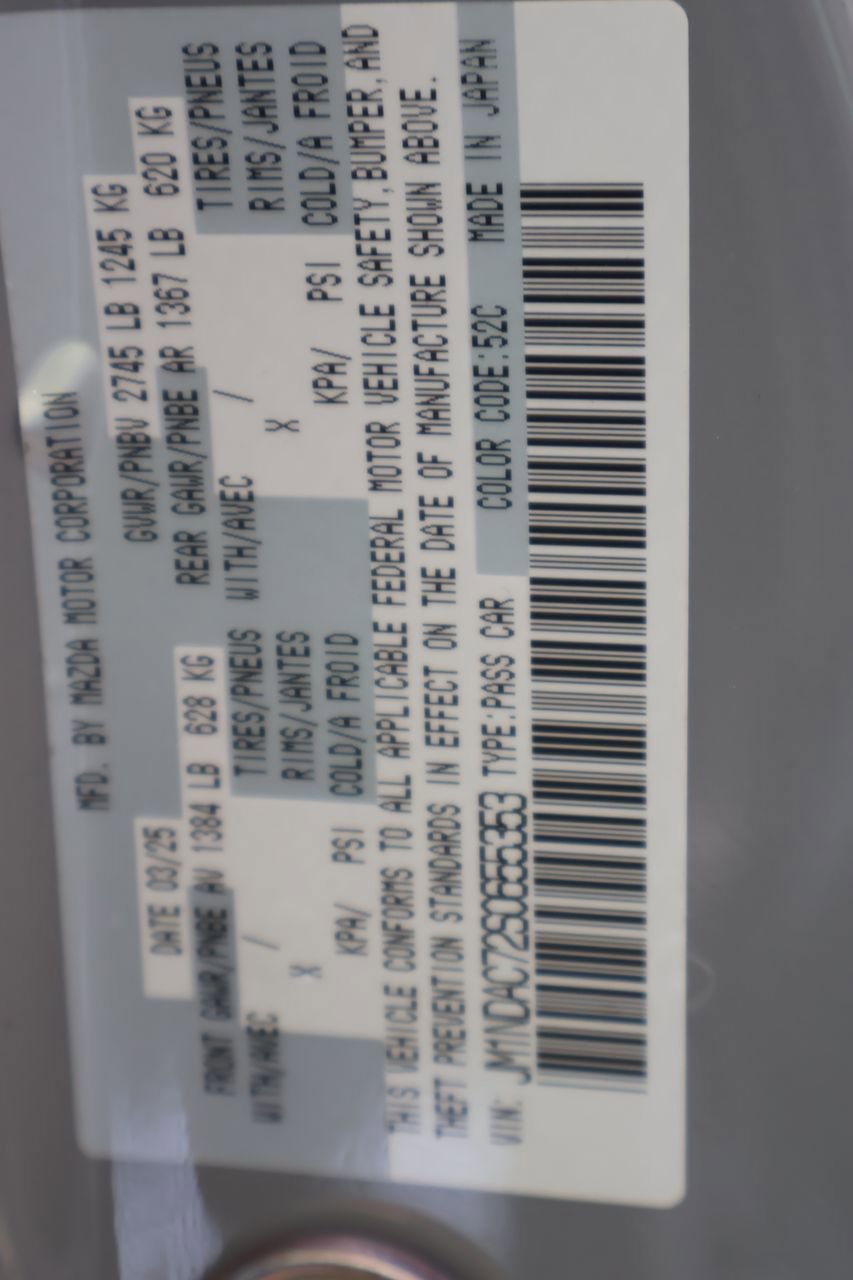 MFD. BY MAZDA MOTOR CORPORATION
DATE 03/25 GVWR/PNBV 2745 LB 1245 KG
FRONT GAWR/PNBE AV 1384 LB 628 KG REAR GAWR/PNBE AR 1367 LB 620 KG
WITH/AVEC / TIRES/PNEUS WITH/AVEC / TIRES/PNEUS
X RIMS/JANTES X RIMS/JANTES
KPA/ PSI COLD/A FROID KPA/ PSI COLD/A FROID
THIS VEHICLE CONFORMS TO ALL APPLICABLE FEDERAL MOTOR VEHICLE SAFETY, BUMPER, AND
THEFT PREVENTION STANDARDS IN EFFECT ON THE DATE OF MANUFACTURE SHOWN ABOVE.
VIN: JM1NDAC72S0655353 TYPE:PASS CAR COLOR CODE:52C MADE IN JAPAN